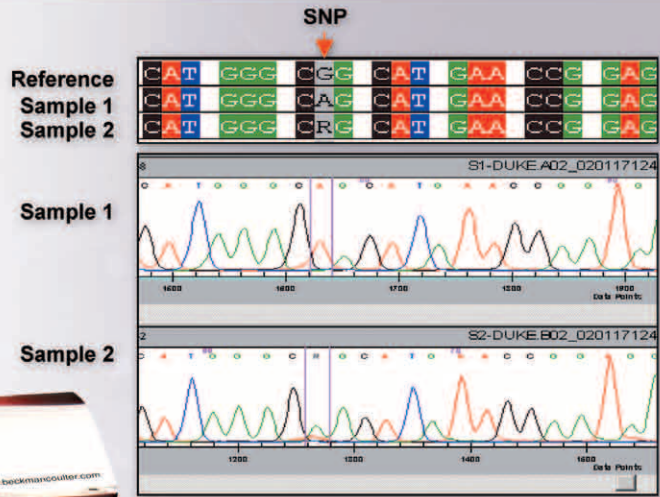 SNP
Reference CAT GGG CGG CAT GAA CCG GAG
Sample 1 CAT GGG CAG CAT GAA CCG GAG
Sample 2 CAT GGG CRG CAT GAA CCG GAG
S1-DUKE.A02_020117124
Sample 1
C A T G G G C A G C A T G A A C C G G A G
1600 1700 1900
Data Points
S2-DUKE.B02_020117124
Sample 2
A T G G G C R G C A T G A A C C G G A G
1200 1300 1400 1600
Data Points
beckmancoulter.com